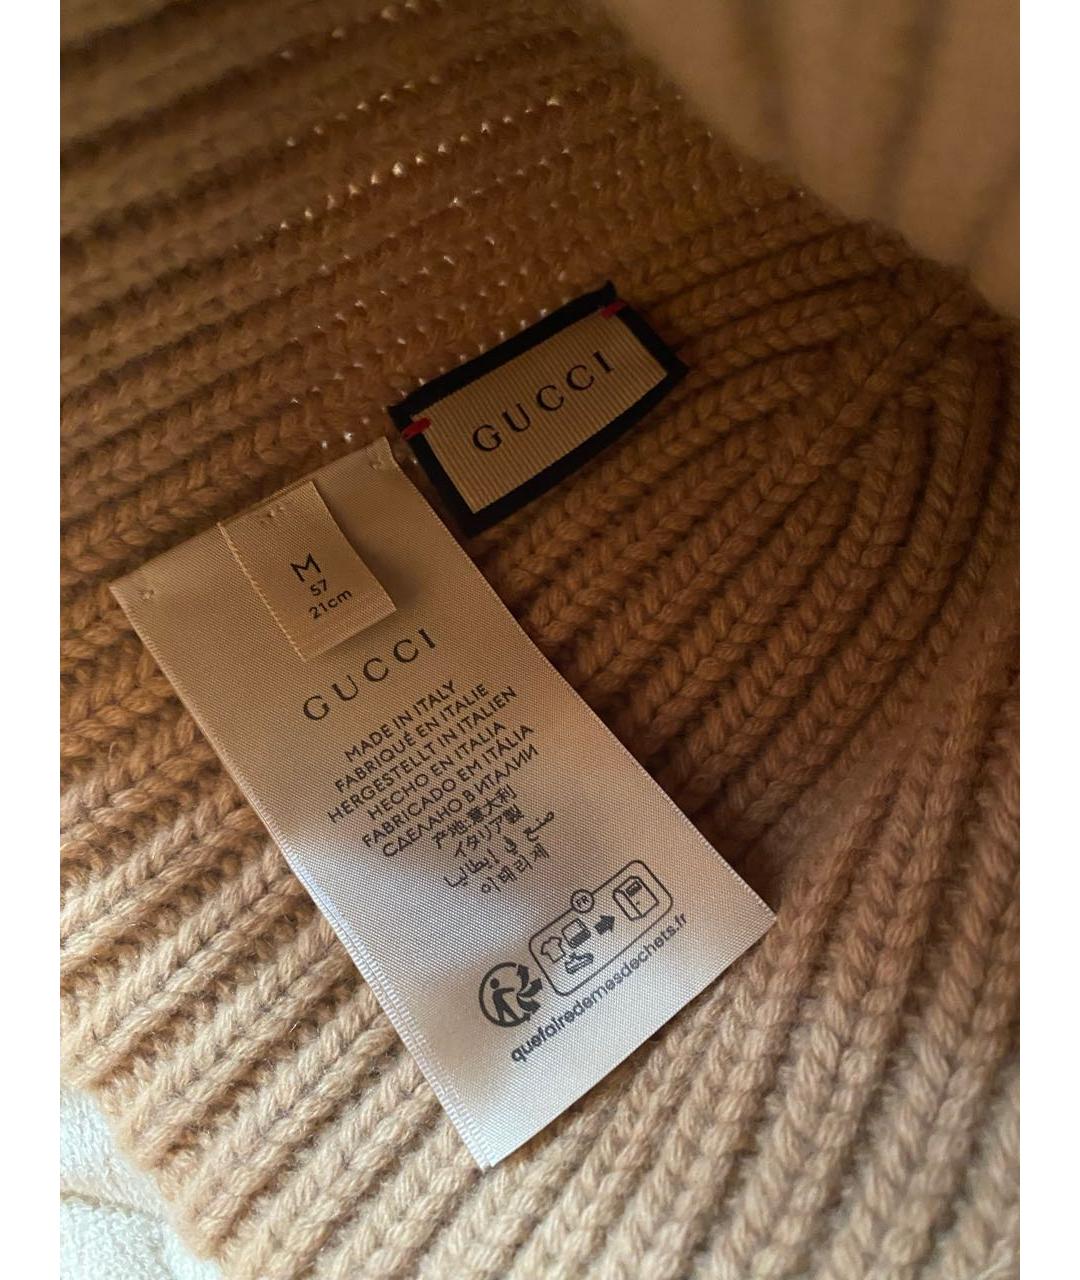 GUCCI
M
57
21cm
GUCCI
MADE IN ITALY
FABRIQUÉ EN ITALIE
HERGESTELLT IN ITALIEN
HECHO EN ITALIA
FABRICADO EM ITÁLIA
СДЕЛАНО В ИТАЛИИ
产地:意大利
イタリア製
صنع في إيطاليا
이태리제
FR
quefairedemesdechets.fr